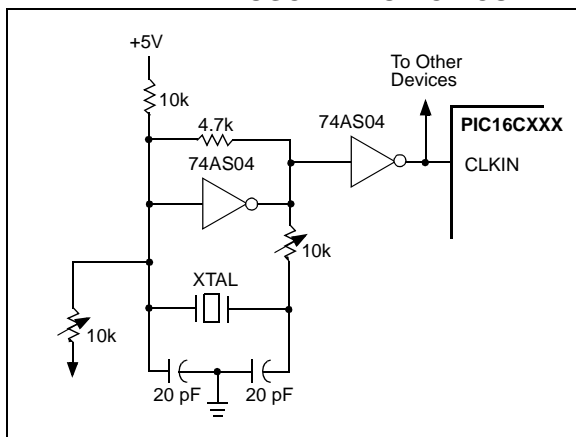 +5V
To Other
Devices
10k
4.7k
74AS04
PIC16CXXX
74AS04
CLKIN
10k
XTAL
10k
20 pF
20 pF